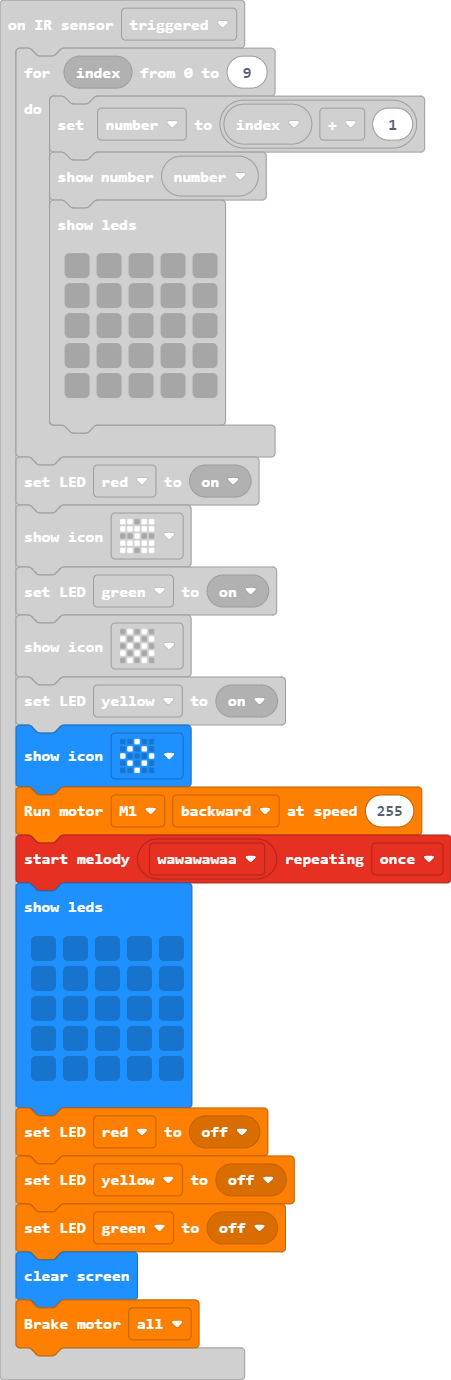 on IR sensor triggered
for index from 0 to 9
do
set number to index + 1
show number number
show leds
set LED red to on
show icon
set LED green to on
show icon
set LED yellow to on
show icon
Run motor M1 backward at speed 255
start melody wawawawaa repeating once
show leds
set LED red to off
set LED yellow to off
set LED green to off
clear screen
Brake motor all